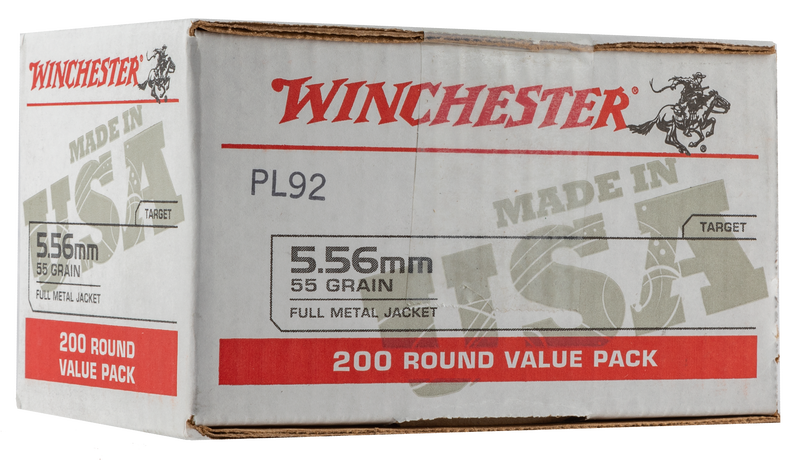 WINCHESTER®
MADE IN
USA
TARGET
5.56mm
55 GRAIN
FULL METAL JACKET
200 ROUND
VALUE PACK
WINCHESTER®
PL92
MADE IN
USA
TARGET
5.56mm
55 GRAIN
FULL METAL JACKET
200 ROUND VALUE PACK